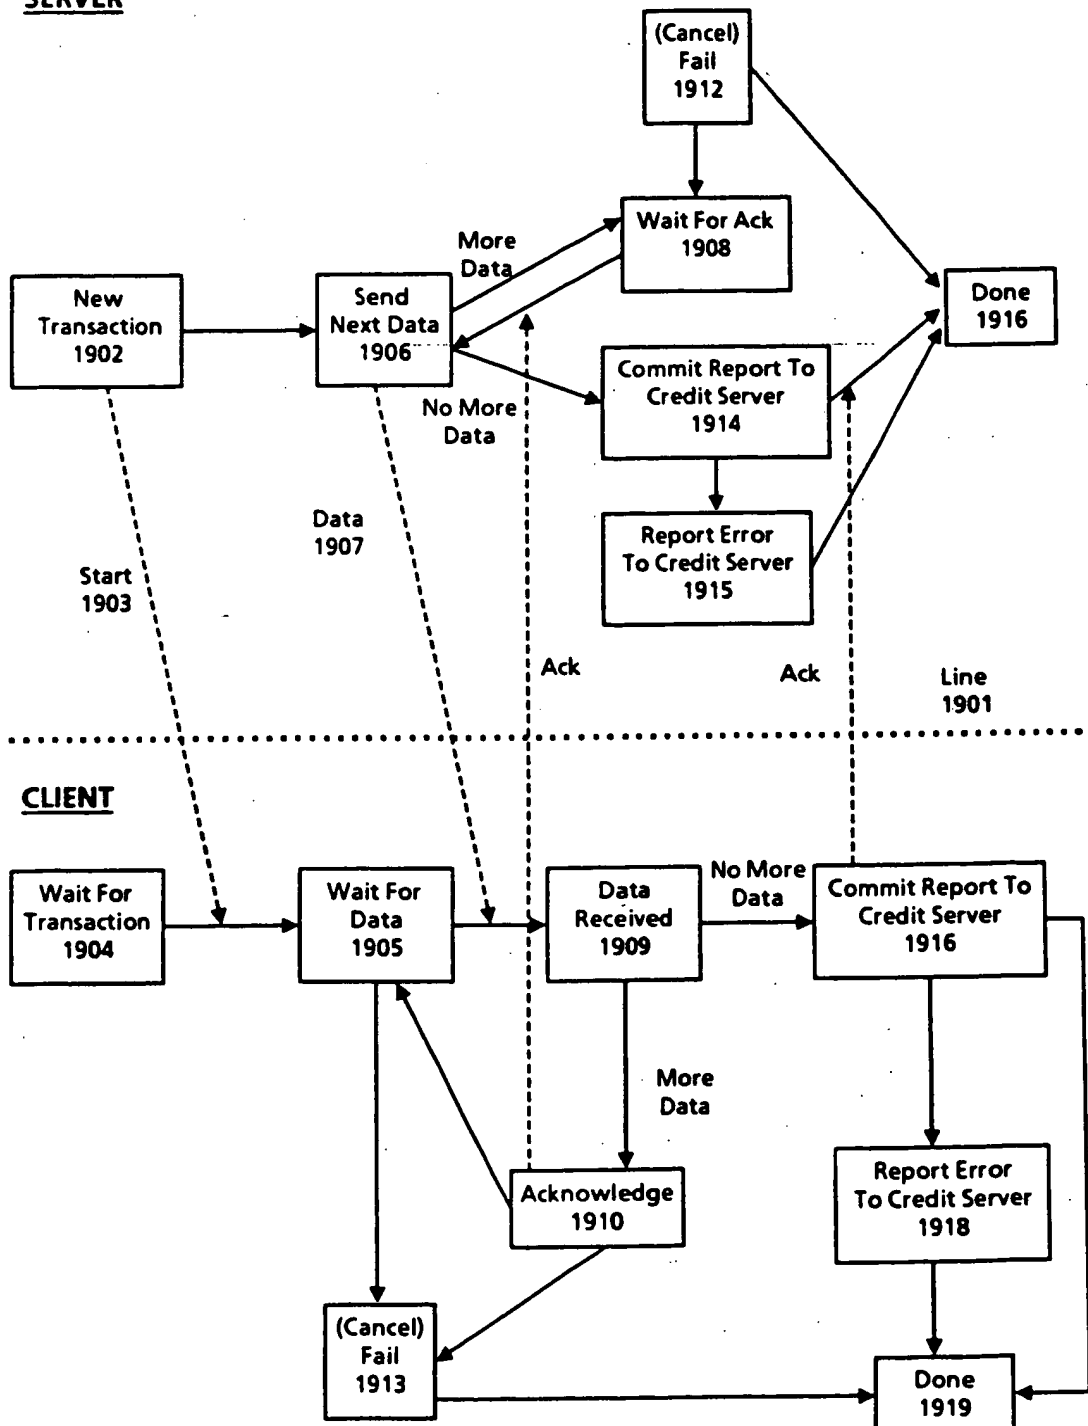 SERVER
(Cancel)
Fail
1912
Wait For Ack
1908
More
Data
New
Transaction
1902
Send
Next Data
1906
Done
1916
Commit Report To
Credit Server
1914
No More
Data
Report Error
To Credit Server
1915
Data
1907
Start
1903
Ack
Ack
Line
1901
CLIENT
Wait For
Transaction
1904
Wait For
Data
1905
Data
Received
1909
No More
Data
Commit Report To
Credit Server
1916
More
Data
Acknowledge
1910
Report Error
To Credit Server
1918
(Cancel)
Fail
1913
Done
1919